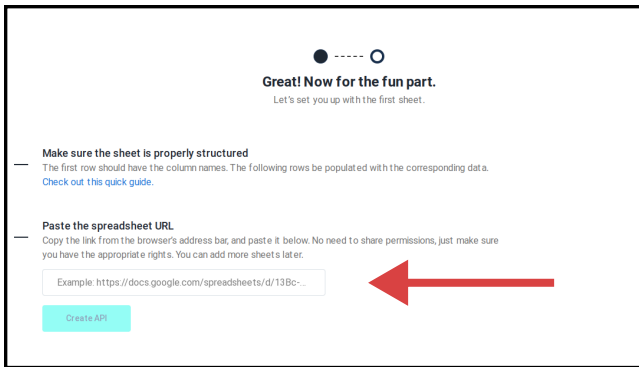 Great! Now for the fun part.
Let's set you up with the first sheet.
Make sure the sheet is properly structured
The first row should have the column names. The following rows be populated with the corresponding data.
Check out this quick guide.
Paste the spreadsheet URL
Copy the link from the browser's address bar, and paste it below. No need to share permissions, just make sure
you have the appropriate rights. You can add more sheets later.
Example: https://docs.google.com/spreadsheets/d/13Bc-...
Create API